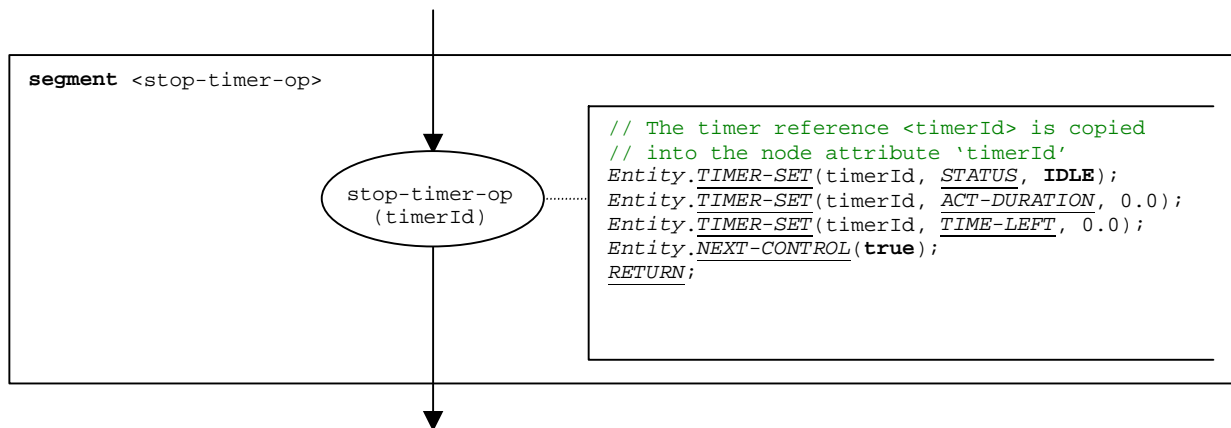 segment <stop-timer-op>
stop-timer-op
(timerId)
// The timer reference <timerId> is copied
// into the node attribute ‘timerId’
Entity.TIMER-SET(timerId, STATUS, IDLE);
Entity.TIMER-SET(timerId, ACT-DURATION, 0.0);
Entity.TIMER-SET(timerId, TIME-LEFT, 0.0);
Entity.NEXT-CONTROL(true);
RETURN;